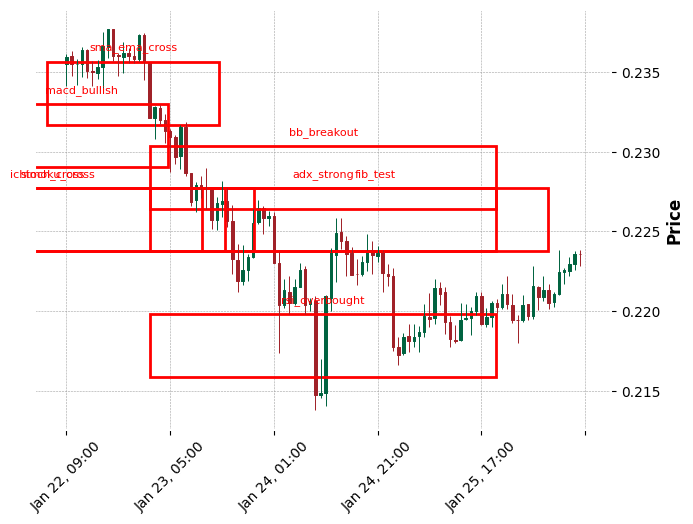 sma_ema_cross
macd_bullish
bb_breakout
ichimoku_cross
stoch_cross
adx_strong
fib_test
rsi_overbought
0.235
0.230
0.225
0.220
0.215
Price
Jan 22, 09:00
Jan 23, 05:00
Jan 24, 01:00
Jan 24, 21:00
Jan 25, 17:00